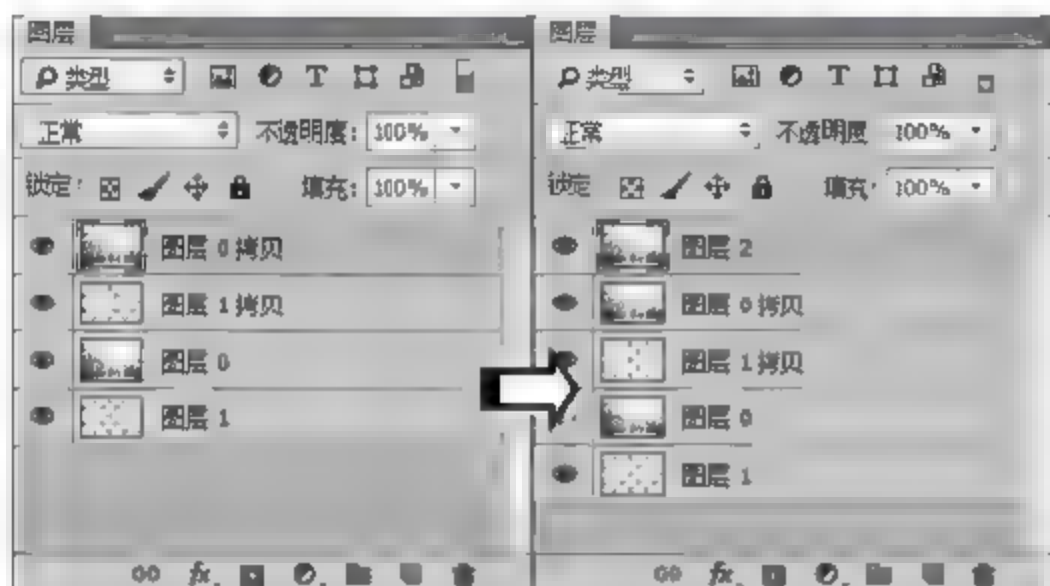 图层
类型 T
正常 不透明度: 100%
锁定: 填充: 100%
图层 0 拷贝
图层 1 拷贝
图层 0
图层 1
fx
图层
类型 T
正常 不透明度 100%
锁定 填充: 100%
图层 2
图层 0 拷贝
图层 1 拷贝
图层 0
图层 1
fx